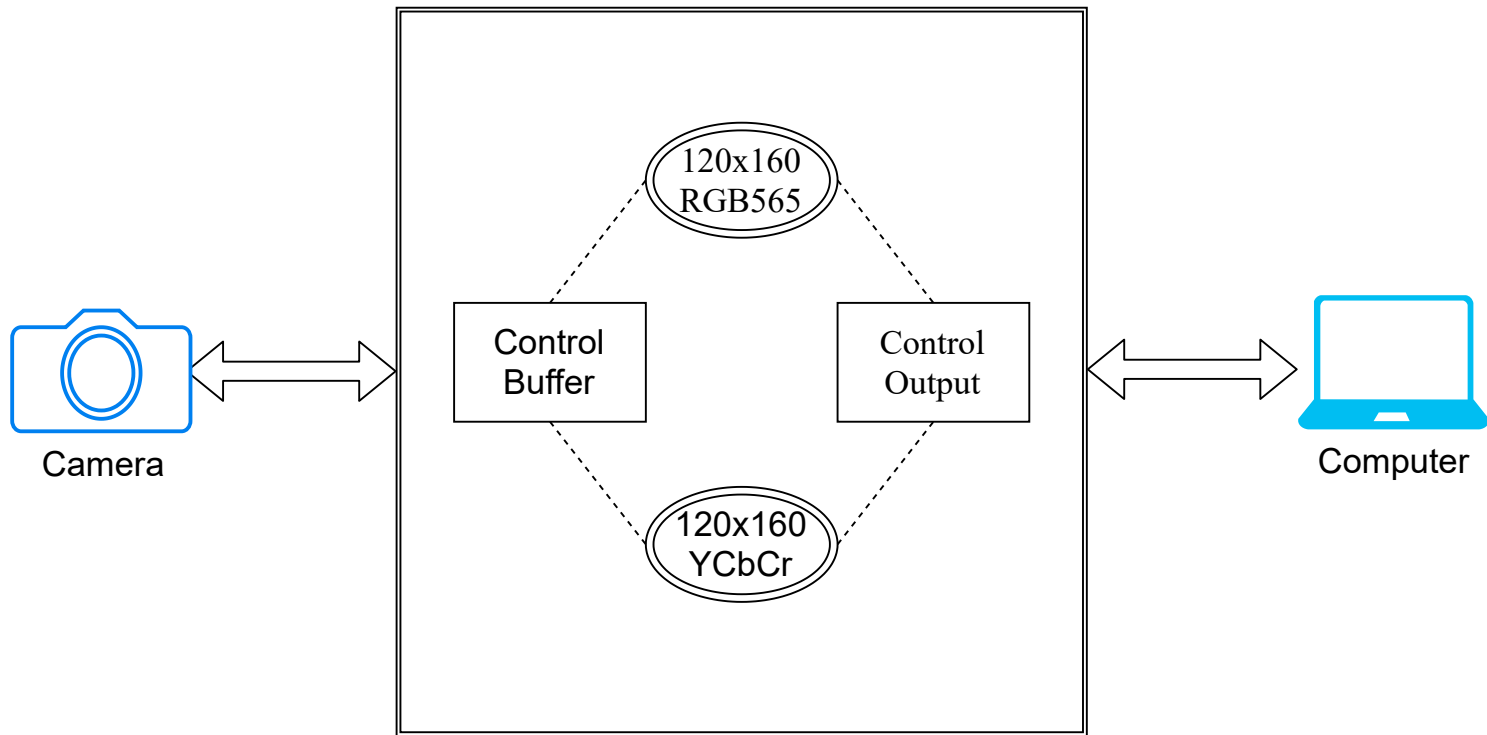 120x160
RGB565
Control
Buffer
Control
Output
Camera
Computer
120x160
YCbCr